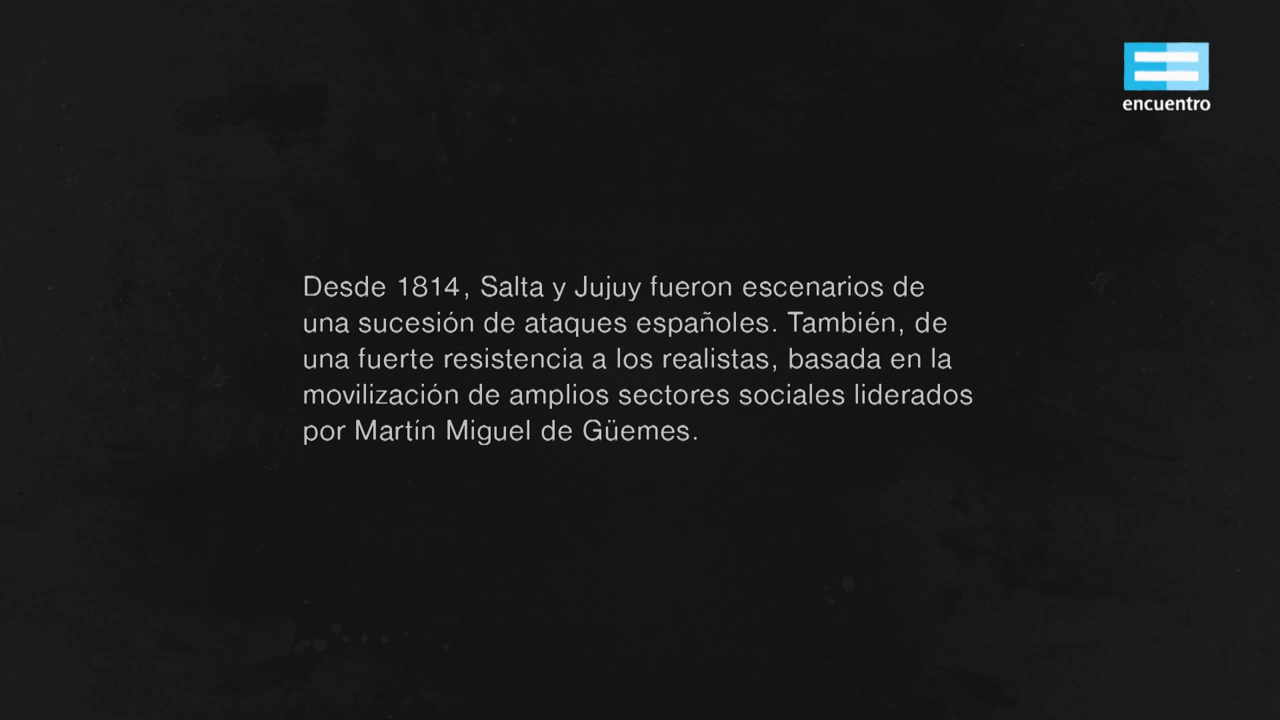 encuentro
Desde 1814, Salta y Jujuy fueron escenarios de
una sucesión de ataques españoles. También, de
una fuerte resistencia a los realistas, basada en la
movilización de amplios sectores sociales liderados
por Martín Miguel de Güemes.